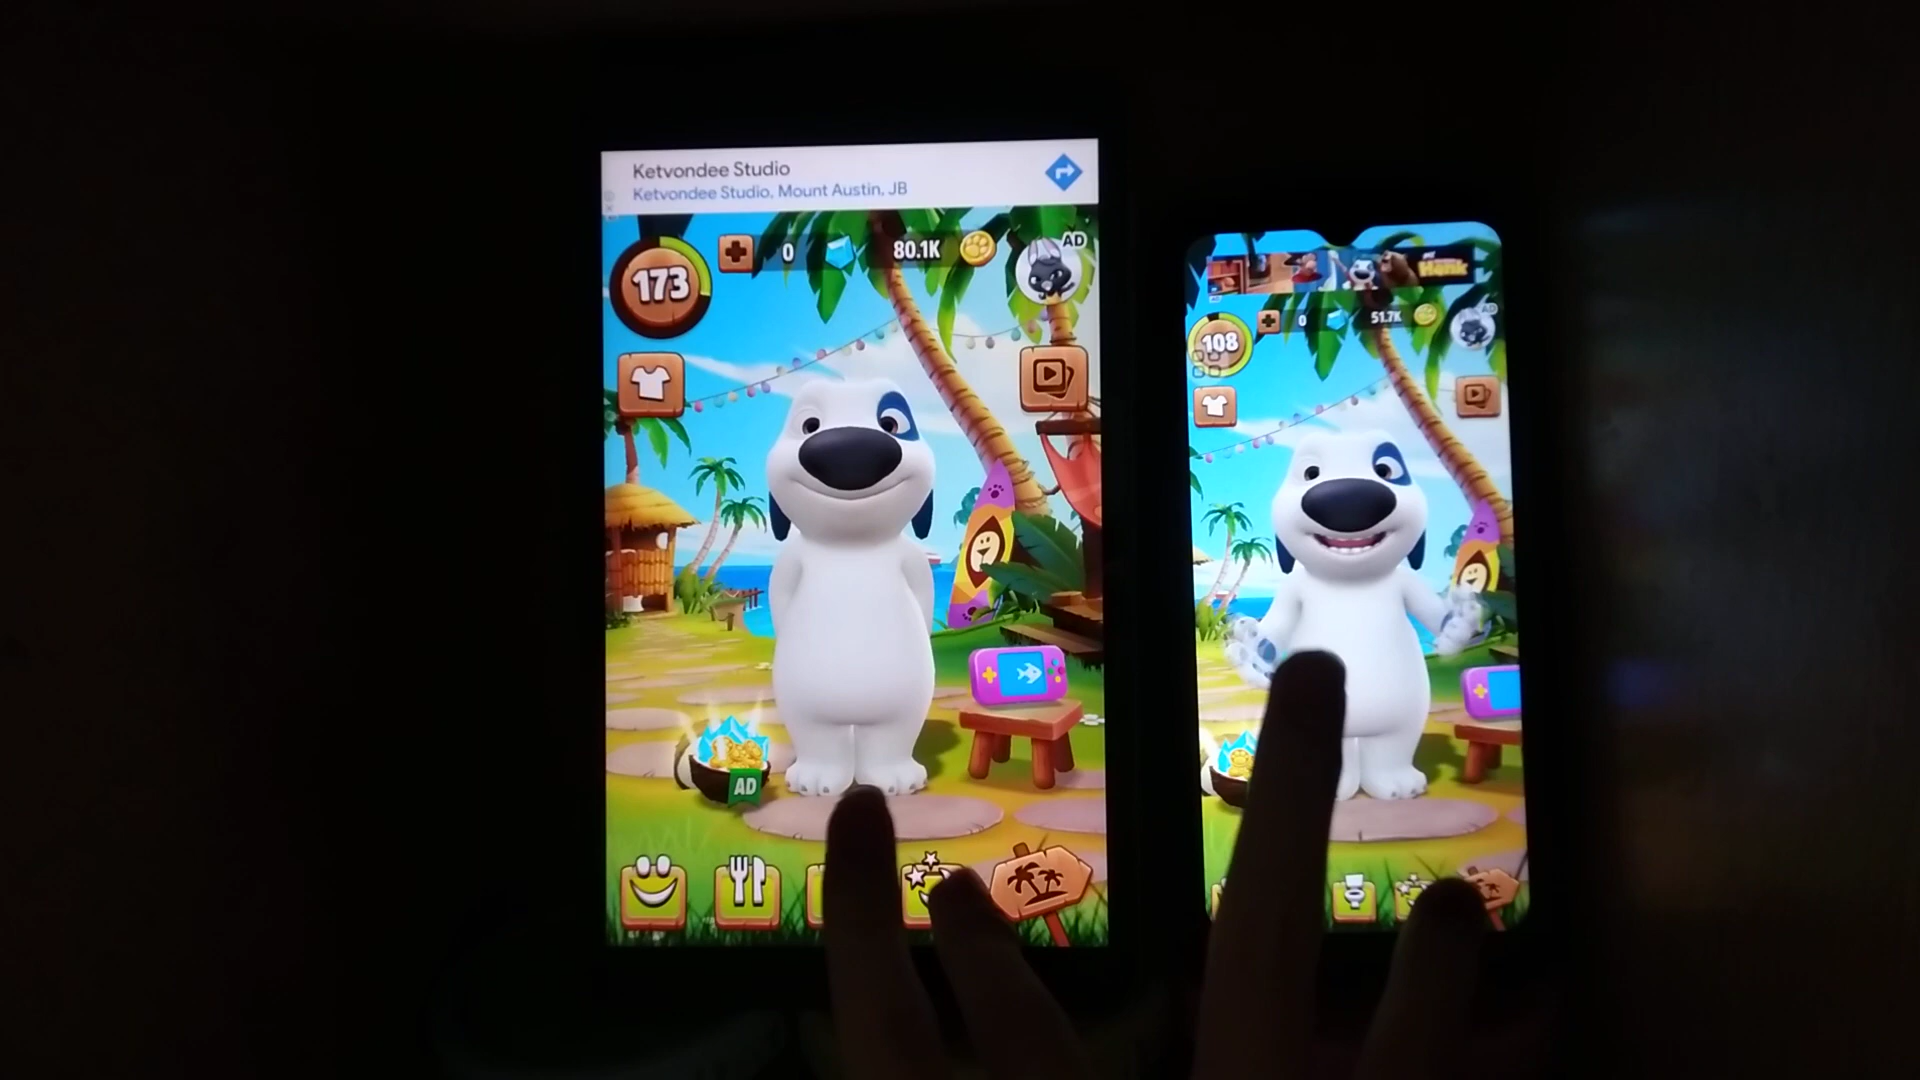 Ketvondee Studio
Ketvondee Studio, Mount Austin, JB
173
0
80.1K
AD
AD
Hank
108
0
51.7K
AD